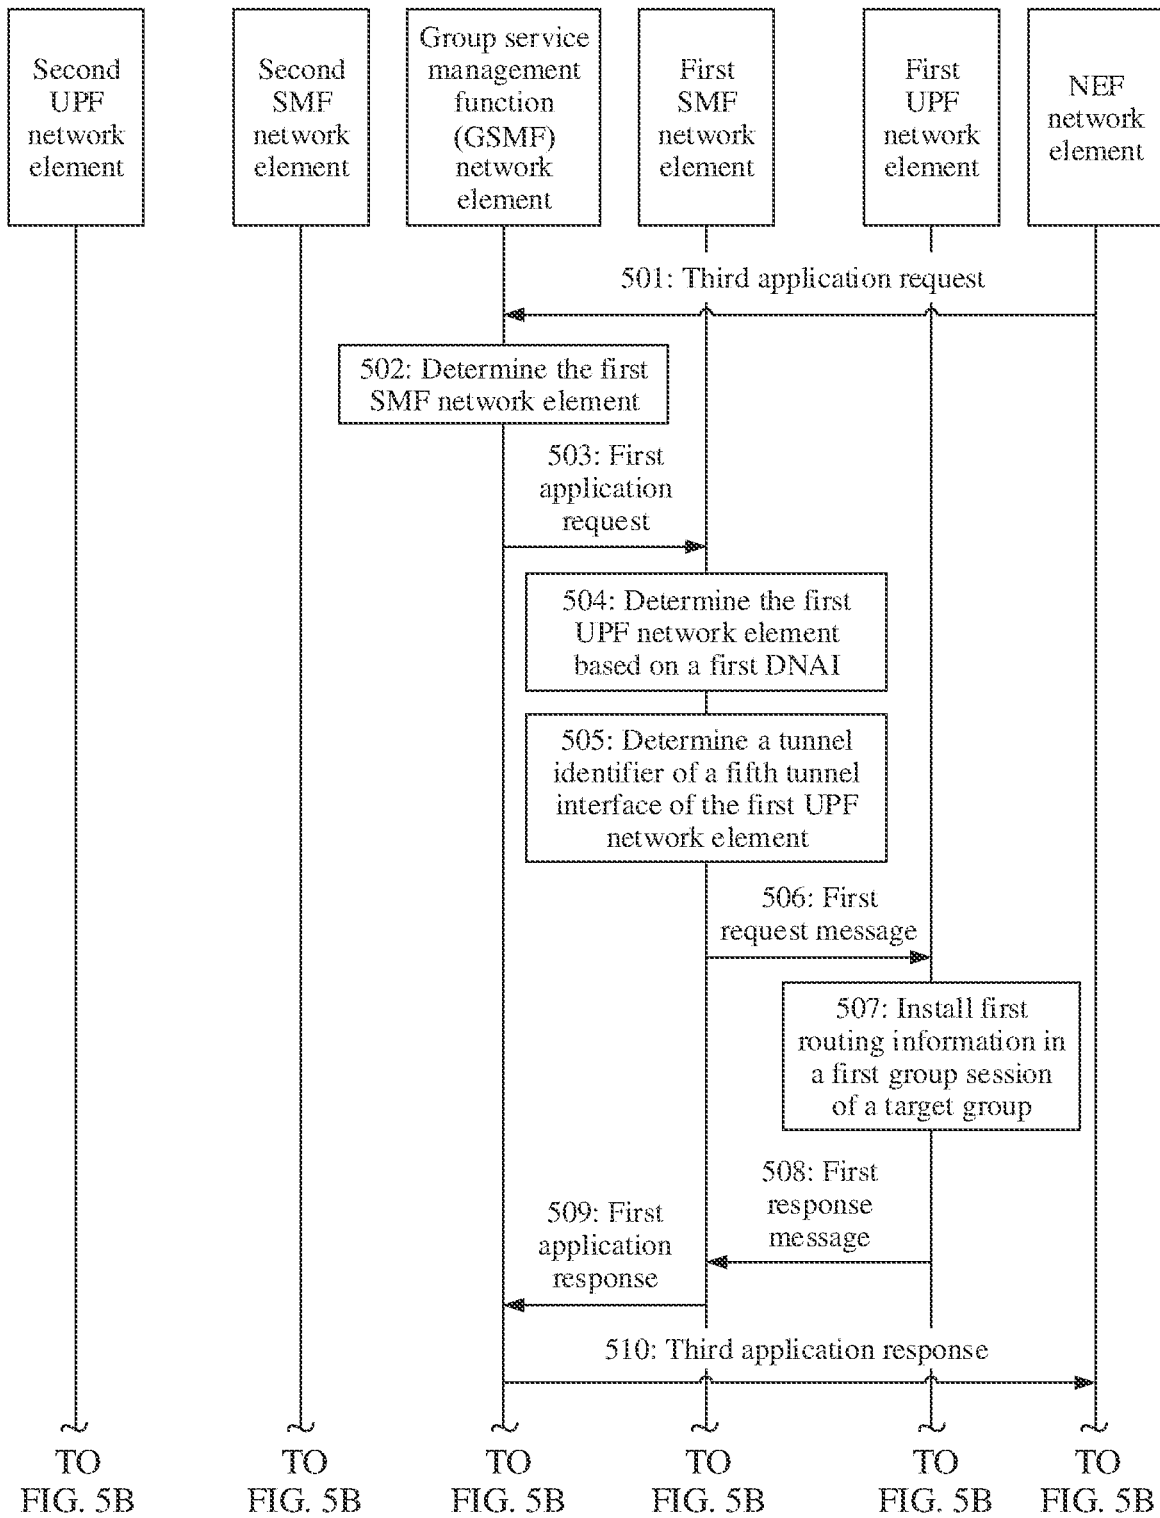 Second
UPF
network
element
Second
SMF
network
element
Group service
management
function
(GSMF)
network
element
First
SMF
network
element
First
UPF
network
element
NEF
network
element
501: Third application request
502: Determine the first
SMF network element
503: First
application
request
504: Determine the first
UPF network element
based on a first DNAI
505: Determine a tunnel
identifier of a fifth tunnel
interface of the first UPF
network element
506: First
request message
507: Install first
routing information in
a first group session
of a target group
508: First
response
message
509: First
application
response
510: Third application response
TO
FIG. 5B
TO
FIG. 5B
TO
FIG. 5B
TO
FIG. 5B
TO
FIG. 5B
TO
FIG. 5B